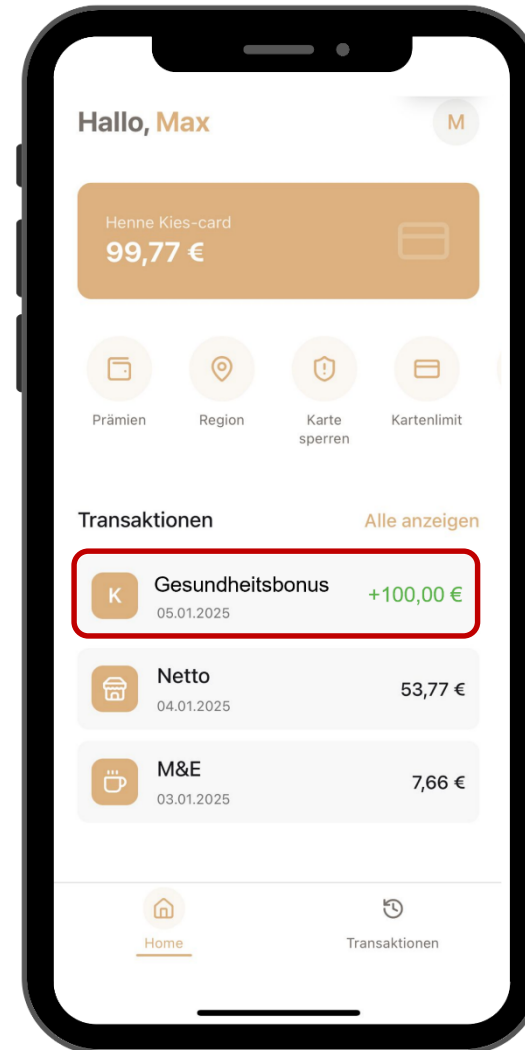 Hallo, Max
M
Henne Kies-card
99,77 €
Prämien
Region
Karte
sperren
Kartenlimit
Transaktionen
Alle anzeigen
K
Gesundheitsbonus
+100,00 €
05.01.2025
Netto
53,77 €
04.01.2025
M&E
7,66 €
03.01.2025
Home
Transaktionen